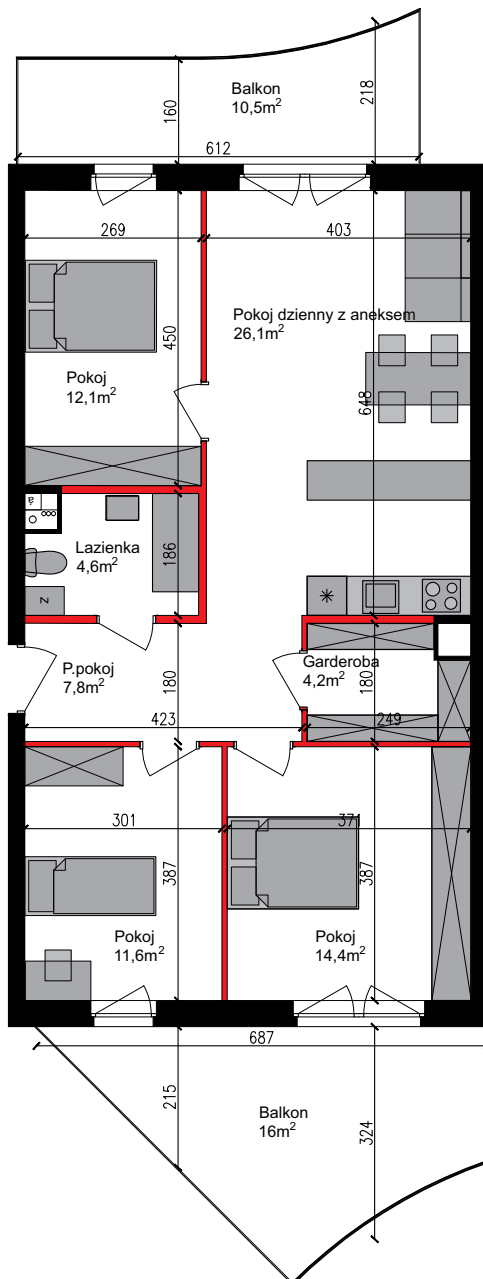 Balkon
10,5m²
160
218
612
269
403
Pokoj dzienny z aneksem
26,1m²
450
648
Pokoj
12,1m²
Lazienka
4,6m²
186
Z
P.pokoj
7,8m²
180
Garderoba
4,2m²
180
423
249
301
37
387
387
Pokoj
11,6m²
Pokoj
14,4m²
687
215
324
Balkon
16m²